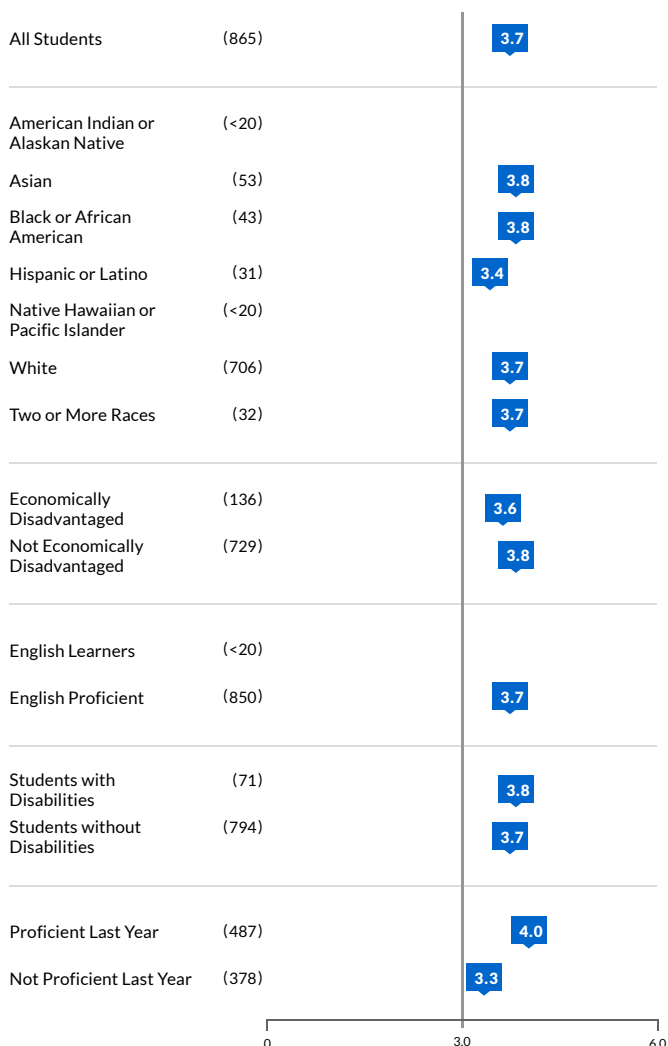 All Students (865) 3.7
American Indian or (<20)
Alaskan Native
Asian (53) 3.8
Black or African (43) 3.8
American
Hispanic or Latino (31) 3.4
Native Hawaiian or (<20)
Pacific Islander
White (706) 3.7
Two or More Races (32) 3.7
Economically (136) 3.6
Disadvantaged
Not Economically (729) 3.8
Disadvantaged
English Learners (<20)
English Proficient (850) 3.7
Students with (71) 3.8
Disabilities
Students without (794) 3.7
Disabilities
Proficient Last Year (487) 4.0
Not Proficient Last Year (378) 3.3
0 3.0 6.0